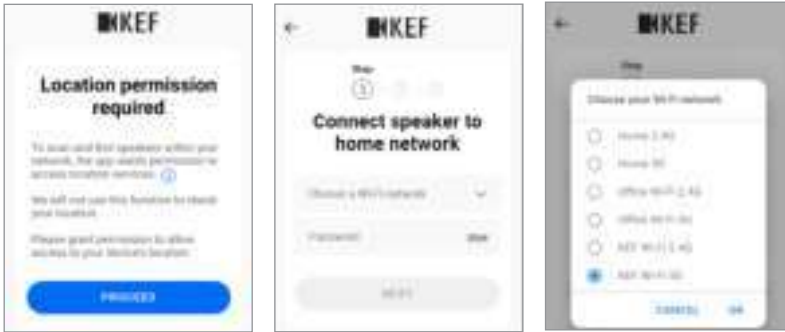 KEF
Location permission
required
To scan and find speakers within your
network, the app needs permission to
access location services.
We will not use this function to track
your location.
Please grant permission to allow
access to your device's location.
PROCEED
KEF
Step
1
Connect speaker to
home network
Choose a Wi-Fi network
Password
Show
NEXT
KEF
Step
Choose your Wi-Fi network
Home 2.4G
Home 5G
Office Wi-Fi 2.4G
Office Wi-Fi 5G
KEF Wi-Fi 2.4G
KEF Wi-Fi 5G
CANCEL OK